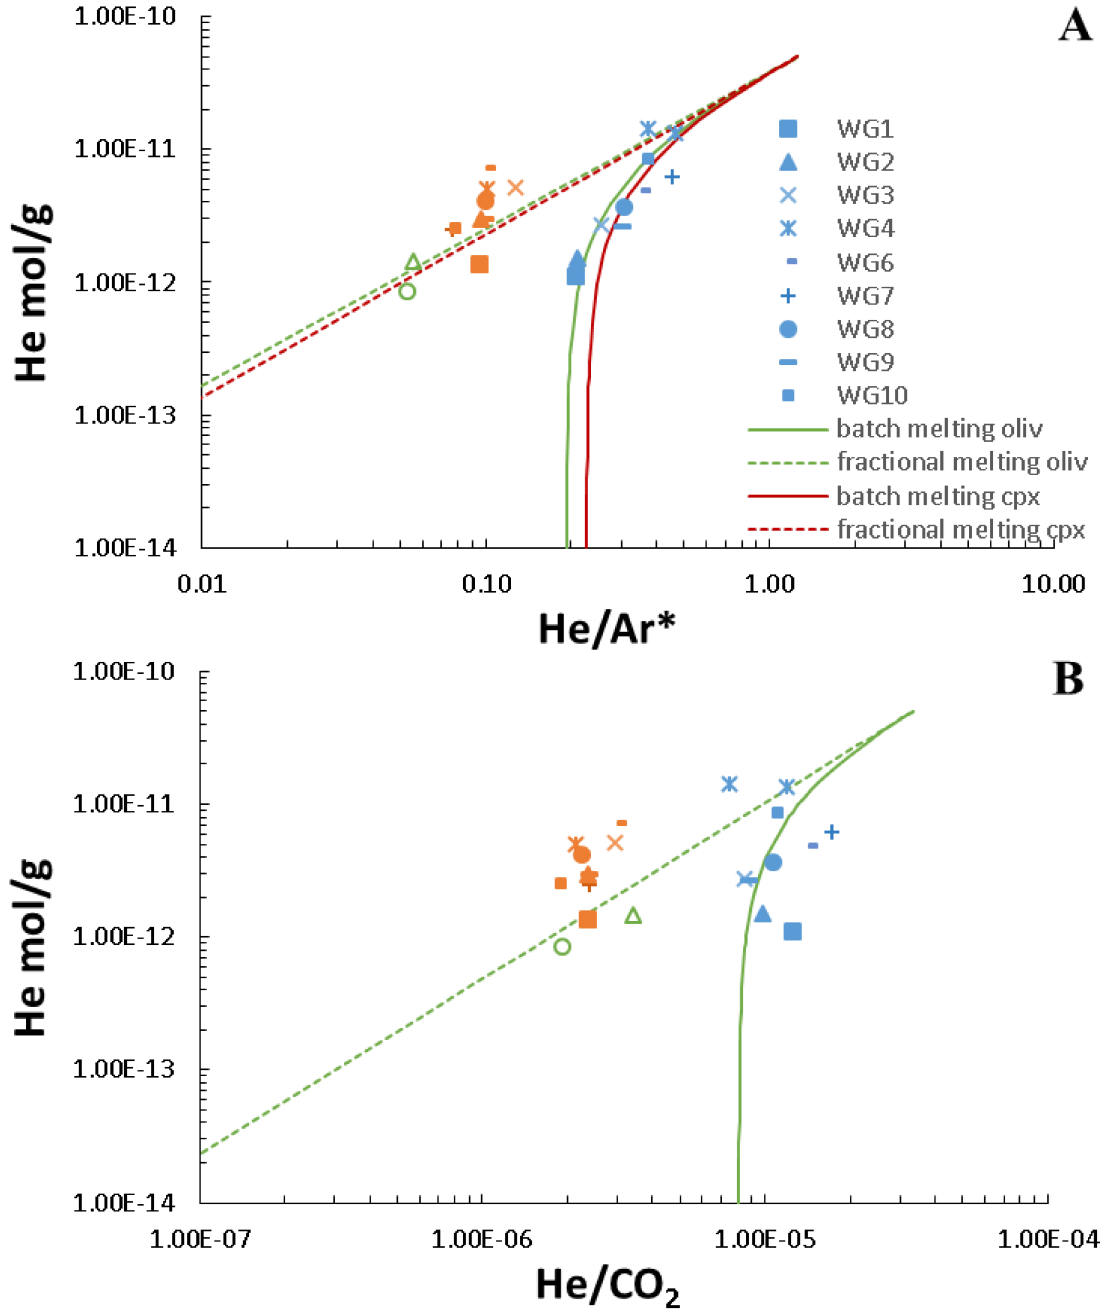 A
1.00E-10
1.00E-11
1.00E-12
1.00E-13
1.00E-14
He mol/g
0.01
0.10
1.00
10.00
He/Ar*
WG1
WG2
WG3
WG4
WG6
WG7
WG8
WG9
WG10
batch melting oliv
fractional melting oliv
batch melting cpx
fractional melting cpx
B
1.00E-10
1.00E-11
1.00E-12
1.00E-13
1.00E-14
He mol/g
1.00E-07
1.00E-06
1.00E-05
1.00E-04
He/CO₂